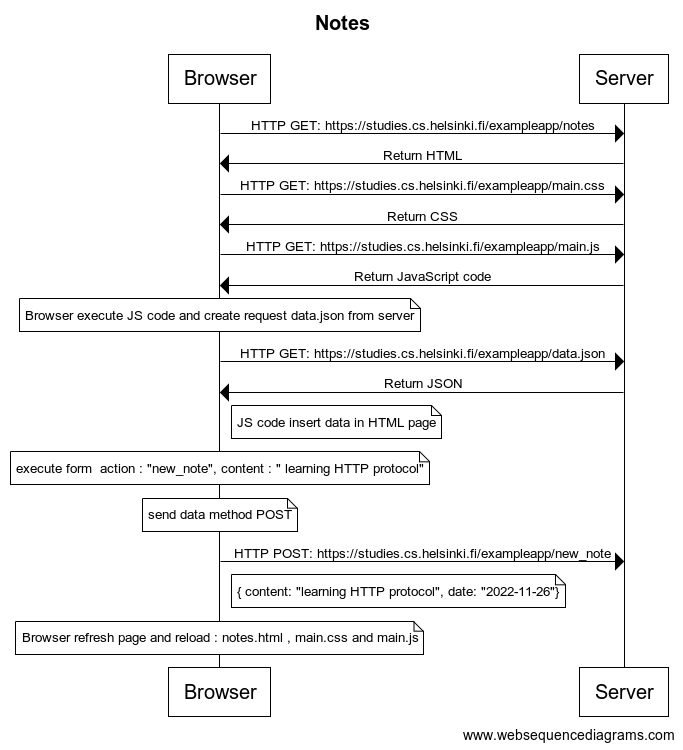 Notes
Browser
Server
HTTP GET: https://studies.cs.helsinki.fi/exampleapp/notes
Return HTML
HTTP GET: https://studies.cs.helsinki.fi/exampleapp/main.css
Return CSS
HTTP GET: https://studies.cs.helsinki.fi/exampleapp/main.js
Return JavaScript code
Browser execute JS code and create request data.json from server
HTTP GET: https://studies.cs.helsinki.fi/exampleapp/data.json
Return JSON
JS code insert data in HTML page
execute form  action : "new_note", content : " learning HTTP protocol"
send data method POST
HTTP POST: https://studies.cs.helsinki.fi/exampleapp/new_note
{ content: "learning HTTP protocol", date: "2022-11-26"}
Browser refresh page and reload : notes.html , main.css and main.js
Browser
Server
www.websequencediagrams.com